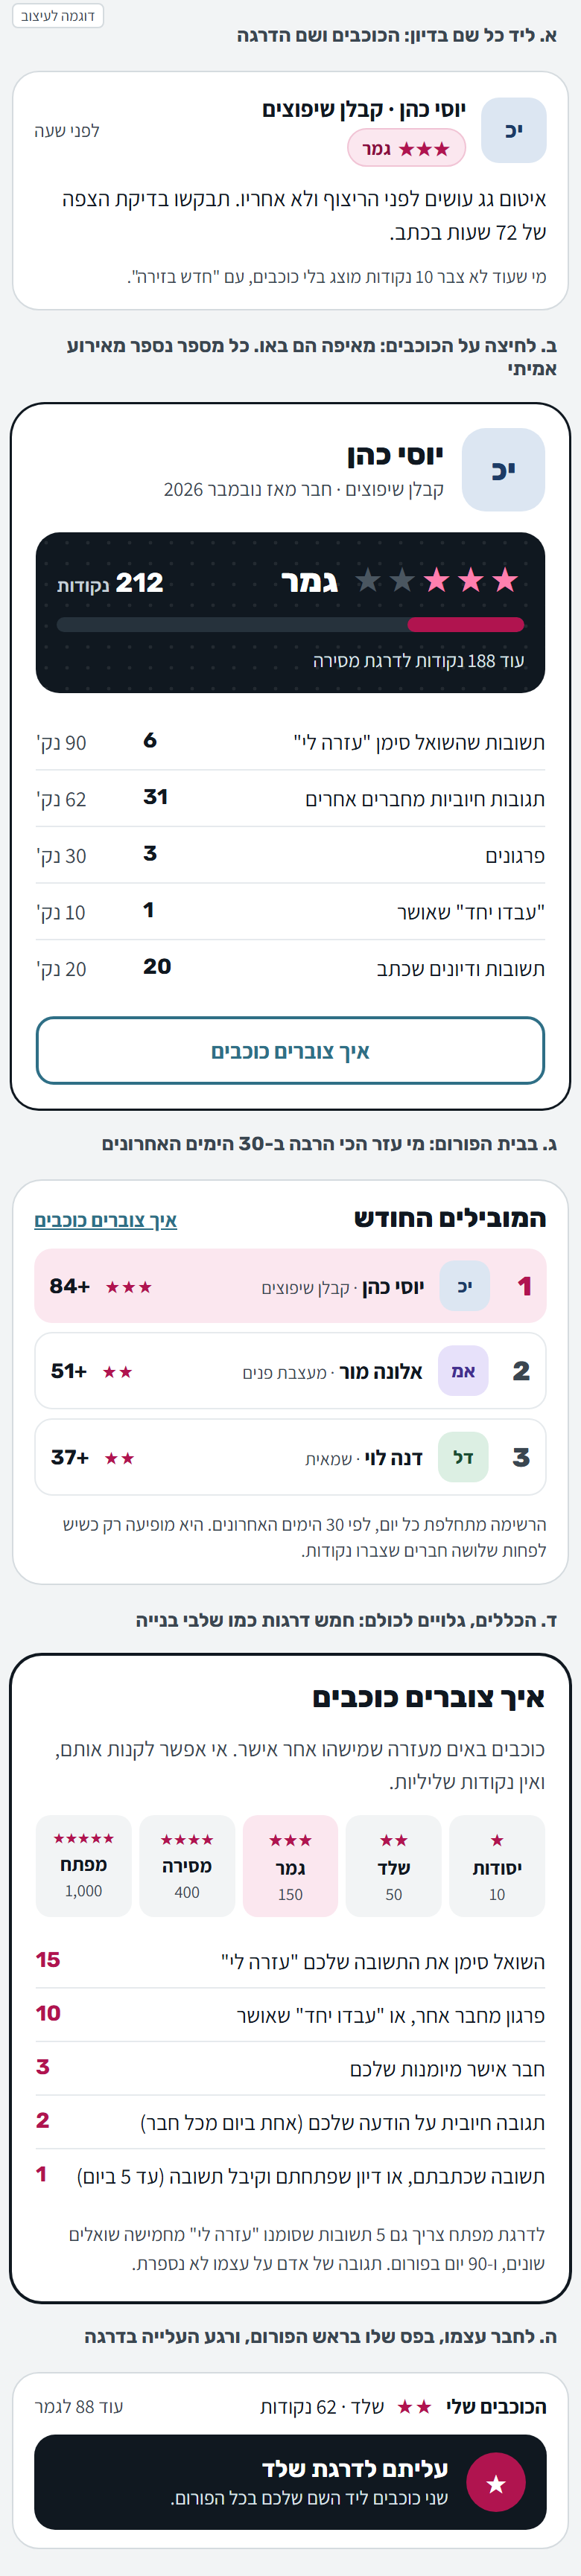 דוגמה לעיצוב
א. ליד כל שם בדיון: הכוכבים ושם הדרגה
יכ
יוסי כהן · קבלן שיפוצים
לפני שעה
★★★ גמר
איטום גג עושים לפני הריצוף ולא אחריו. תבקשו בדיקת הצפה
של 72 שעות בכתב.
מי שעוד לא צבר 10 נקודות מוצג בלי כוכבים, עם "חדש בזירה".
ב. לחיצה על הכוכבים: מאיפה הם באו. כל מספר נספר מאירוע
אמיתי
יכ
יוסי כהן
קבלן שיפוצים · חבר מאז נובמבר 2026
★★★★★ גמר 212 נקודות
עוד 188 נקודות לדרגת מסירה
תשובות שהשואל סימן "עזרה לי" 6 90 נק'
תגובות חיוביות מחברים אחרים 31 62 נק'
פרגונים 3 30 נק'
"עבדו יחד" שאושר 1 10 נק'
תשובות ודיונים שכתב 20 20 נק'
איך צוברים כוכבים
ג. בבית הפורום: מי עזר הכי הרבה ב-30 הימים האחרונים
המובילים החודש איך צוברים כוכבים
1 יכ יוסי כהן · קבלן שיפוצים ★★★ +84
2 אמ אלונה מור · מעצבת פנים ★★ +51
3 דל דנה לוי · שמאית ★★ +37
הרשימה מתחלפת כל יום, לפי 30 הימים האחרונים. היא מופיעה רק כשיש
לפחות שלושה חברים שצברו נקודות.
ד. הכללים, גלויים לכולם: חמש דרגות כמו שלבי בנייה
איך צוברים כוכבים
כוכבים באים מעזרה שמישהו אחר אישר. אי אפשר לקנות אותם,
ואין נקודות שליליות.
★ יסודות 10
★★ שלד 50
★★★ גמר 150
★★★★ מסירה 400
★★★★★ מפתח 1,000
השואל סימן את התשובה שלכם "עזרה לי" 15
פרגון מחבר אחר, או "עבדו יחד" שאושר 10
חבר אישר מיומנות שלכם 3
תגובה חיובית על הודעה שלכם (אחת ביום מכל חבר) 2
תשובה שכתבתם, או דיון שפתחתם וקיבל תשובה (עד 5 ביום) 1
לדרגת מפתח צריך גם 5 תשובות שסומנו "עזרה לי" מחמישה שואלים
שונים, ו-90 יום בפורום. תגובה של אדם על עצמו לא נספרת.
ה. לחבר עצמו, בפס שלו בראש הפורום, ורגע העלייה בדרגה
הכוכבים שלי ★★ שלד · 62 נקודות עוד 88 לגמר
★
עליתם לדרגת שלד
שני כוכבים ליד השם שלכם בכל הפורום.